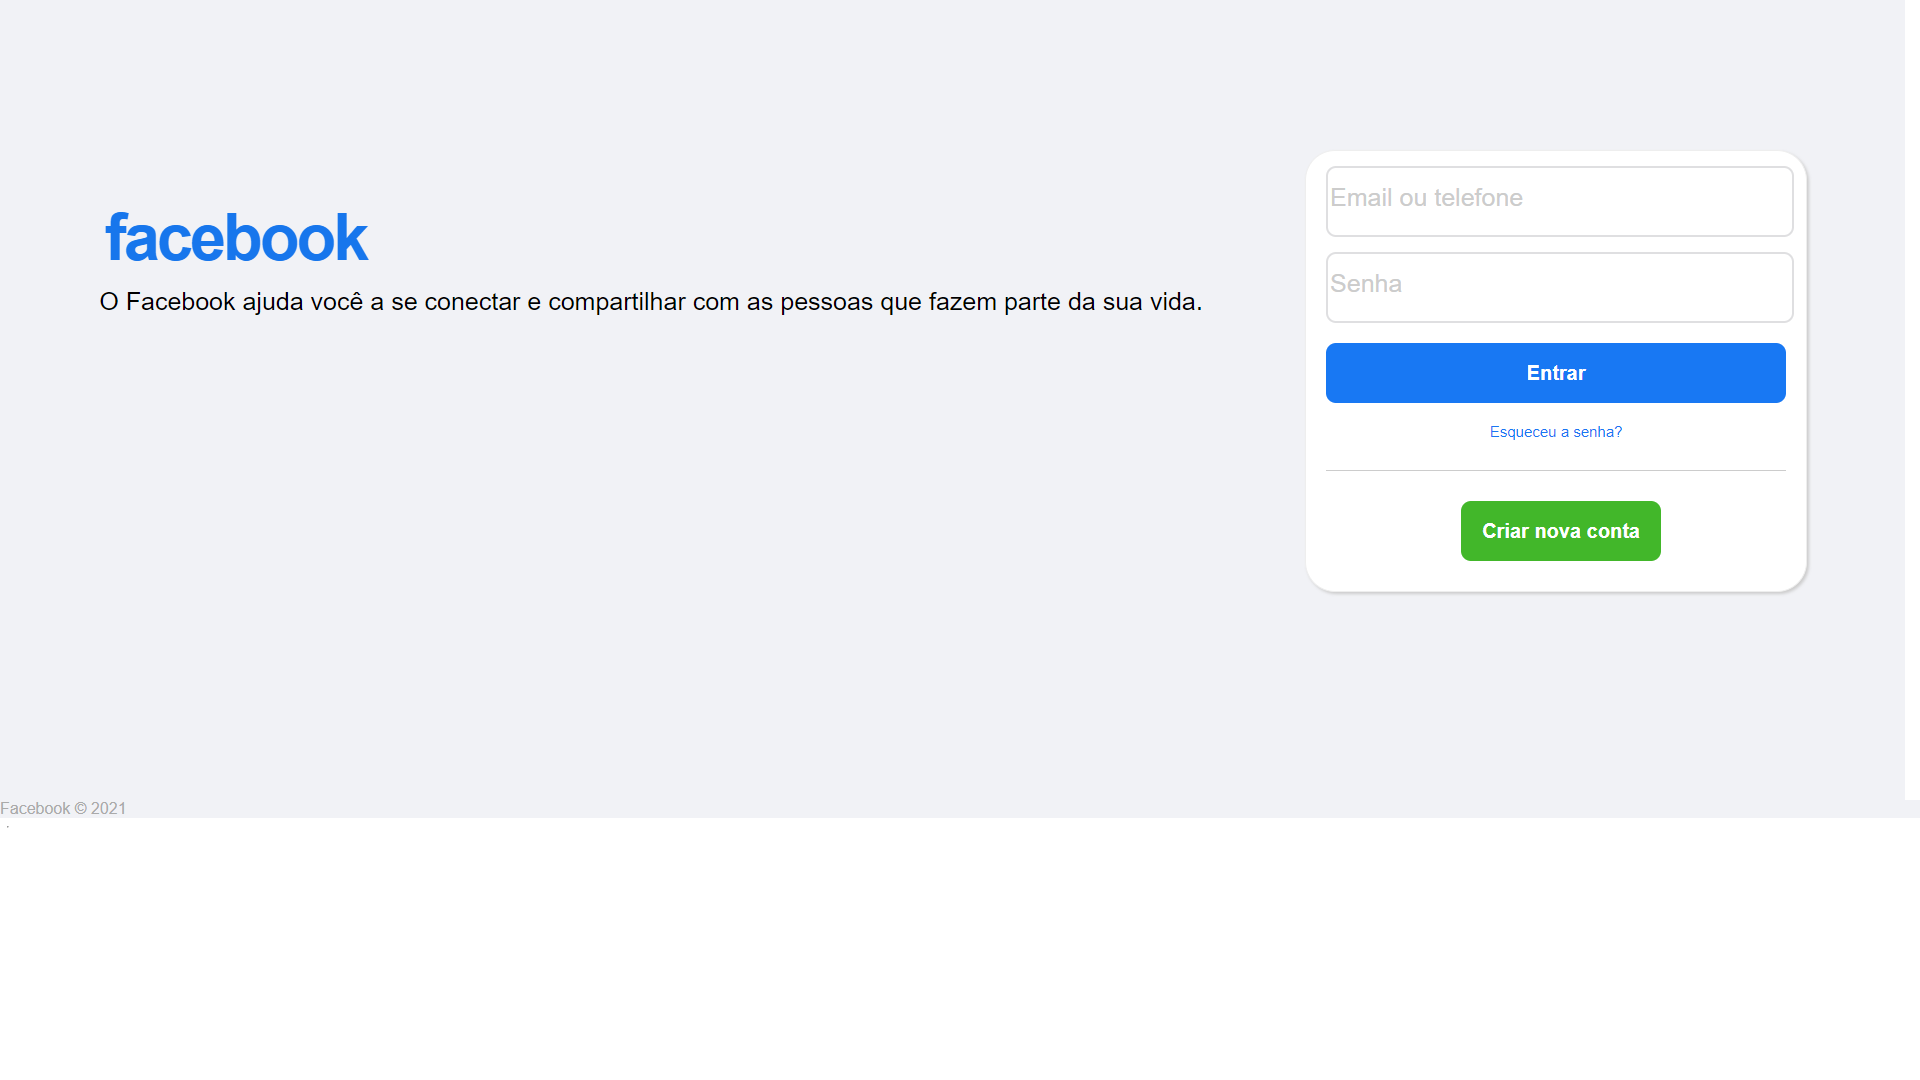 facebook
O Facebook ajuda você a se conectar e compartilhar com as pessoas que fazem parte da sua vida.
Email ou telefone
Senha
Entrar
Esqueceu a senha?
Criar nova conta
Facebook © 2021
.